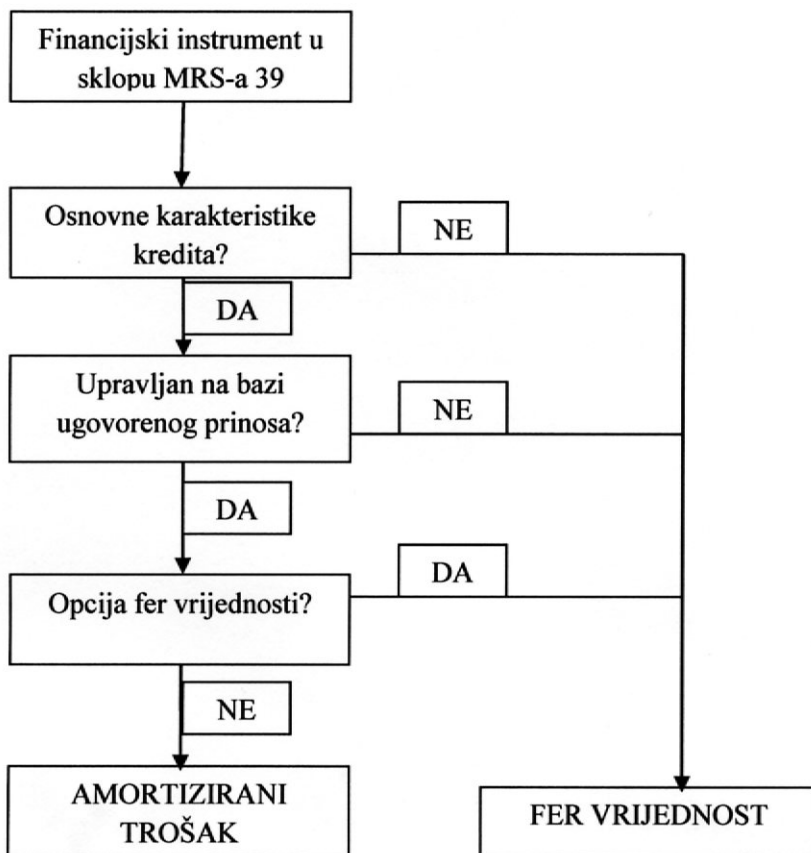 Financijski instrument u
sklopu MRS-a 39
Osnovne karakteristike
kredita?
NE
DA
Upravljan na bazi
ugovorenog prinosa?
NE
DA
Opcija fer vrijednosti?
DA
NE
AMORTIZIRANI
TROŠAK
FER VRIJEDNOST